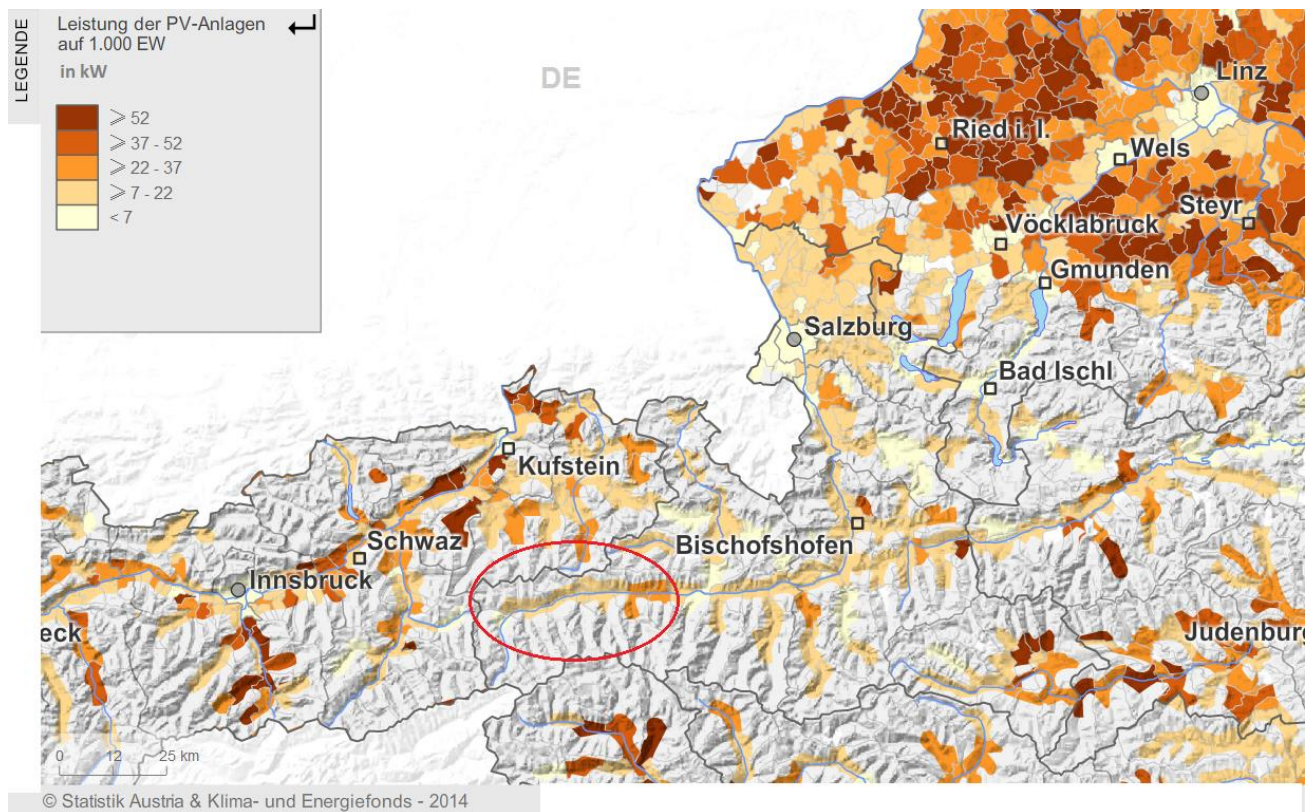 LEGENDE
Leistung der PV-Anlagen
auf 1.000 EW
in kW
⩾ 52
⩾ 37 - 52
⩾ 22 - 37
⩾ 7 - 22
< 7
DE
Linz
Ried i. I.
Wels
Steyr
Vöcklabruck
Gmunden
Salzburg
Bad Ischl
Kufstein
Schwaz
Bischofshofen
Innsbruck
eck
Judenburg
0 12 25 km
© Statistik Austria & Klima- und Energiefonds - 2014